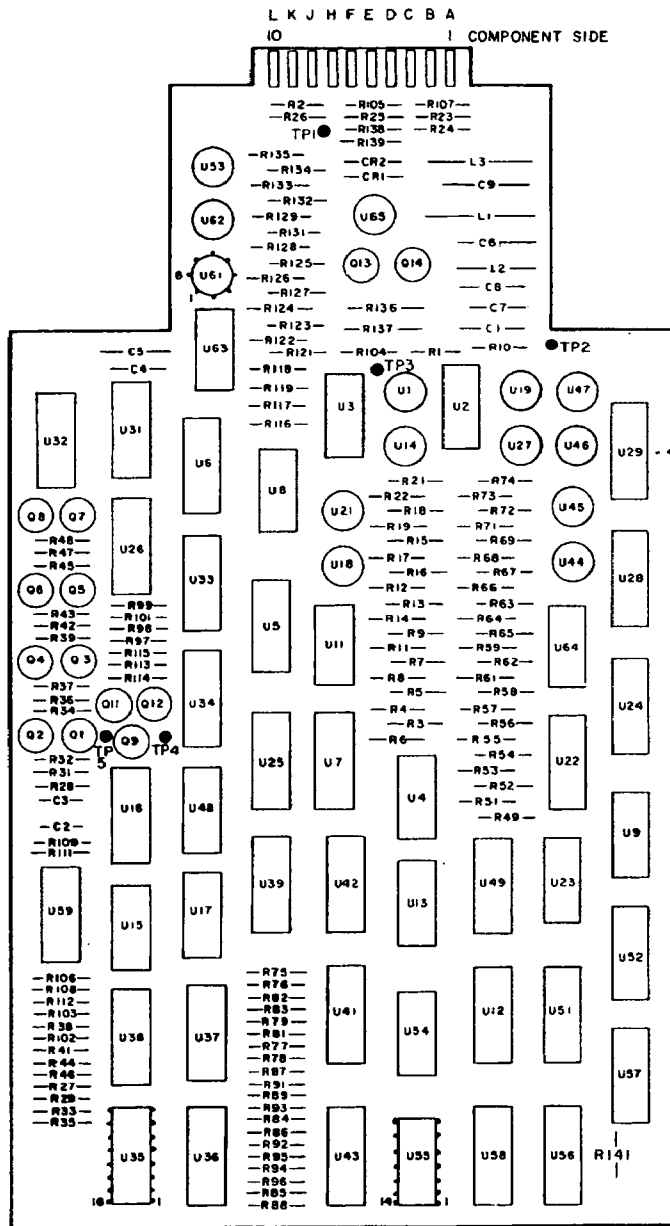 L K J H F E D C B A
10 1 COMPONENT SIDE
R2 R105 R107
R26 R25 R23
TP1 R138 R24
R139
R135 CR2 L3
U53 R134 CR1
R133 C9
R132
U62 R129 U65 L1
R131
R128 C6
R125 Q13 Q14
8 U61 R126 L2
1 R127 C8
R124 R136 C7
U63 R123 R137 C1
R122 R10 TP2
C5 R121 R104 R1
C4 R118 TP3
R119 U3 U1 U2 U19 U47
U32 U31 R117
U6 R116 U14 U27 U46 U29
U8 R21 R74
R22 R73
Q8 Q7 U21 R18 R72 U45
R48 R19 R71
R47 U26 R15 R69
R45 U33 U18 R17 R68 U44 U28
R16 R67
Q6 Q5 R12 R66
R99 R13 R63
R43 R101 U5 U11 R14 R64 U64
R42 R98 R9 R65
R39 R97 R11 R59
Q4 Q3 R115 R7 R62
R113 U34 R8 R61 U24
R37 R114 R5 R58
R36 Q11 Q12 R4 R57
R34 R3 R56
Q2 Q1 TP5 Q9 TP4 U25 U7 R6 R55 U22
R32 R54
R31 R53
R28 U16 U48 U4 R52
C3 R51
C2 R49 U9
R109
R111
U59 U15 U17 U39 U42 U13 U49 U23
U52
R106 R75
R108 R76
R112 R82
R103 R83
R38 U38 U37 R79 U41 U54 U12 U51
R102 R81
R41 R77
R44 R78
R46 R87
R27 R91 U57
R29 R89
R33 R93
R35 R84
R86
R92
U35 U36 R95 U43 U55 U58 U56 R141
R94
R96
16 1 R85 14 1
R88